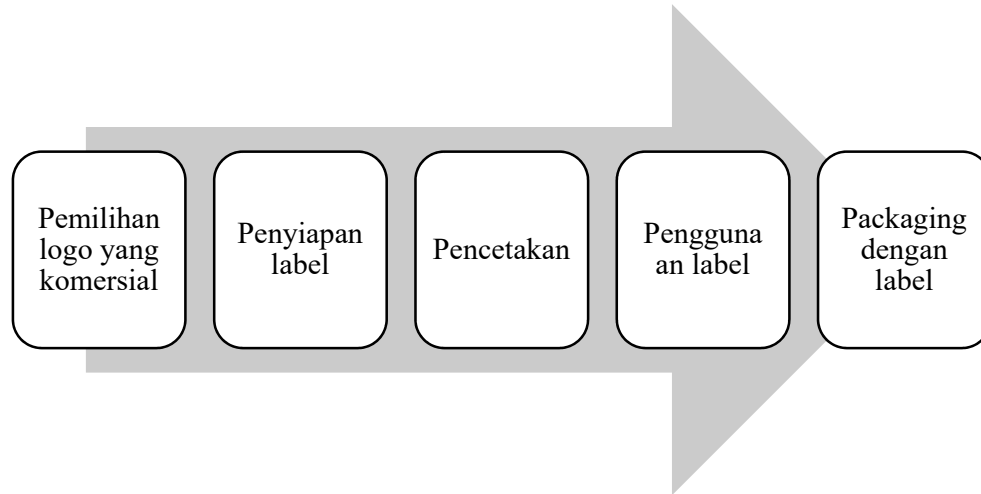 Pemilihan
logo yang
komersial
Penyiapan
label
Pencetakan
Pengguna
an label
Packaging
dengan
label